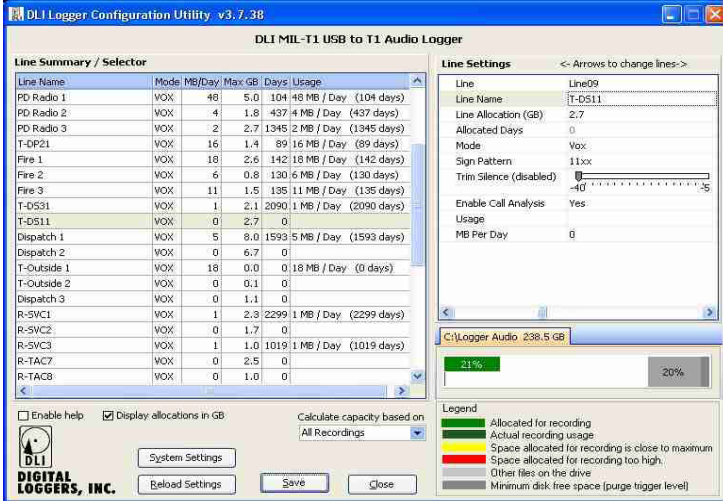 DLI Logger Configuration Utility v3.7.38
DLI MIL-T1 USB to T1 Audio Logger
Line Summary / Selector
Line Name Mode MB/Day Max GB Days Usage
PD Radio 1 VOX 48 5.0 104 48 MB / Day (104 days)
PD Radio 2 VOX 4 1.8 437 4 MB / Day (437 days)
PD Radio 3 VOX 2 2.7 1345 2 MB / Day (1345 days)
T-DP21 VOX 16 1.4 89 16 MB / Day (89 days)
Fire 1 VOX 18 2.6 142 18 MB / Day (142 days)
Fire 2 VOX 6 0.8 130 6 MB / Day (130 days)
Fire 3 VOX 11 1.5 135 11 MB / Day (135 days)
T-DS31 VOX 1 2.1 2090 1 MB / Day (2090 days)
T-DS11 VOX 0 2.7 0
Dispatch 1 VOX 5 8.0 1593 5 MB / Day (1593 days)
Dispatch 2 VOX 0 6.7 0
T-Outside 1 VOX 18 0.0 0 18 MB / Day (0 days)
T-Outside 2 VOX 0 0.1 0
Dispatch 3 VOX 0 1.1 0
R-SVC1 VOX 1 2.3 2299 1 MB / Day (2299 days)
R-SVC2 VOX 0 1.7 0
R-SVC3 VOX 1 1.0 1019 1 MB / Day (1019 days)
R-TAC7 VOX 0 2.5 0
R-TAC8 VOX 0 1.0 0
Enable help
Display allocations in GB
Calculate capacity based on
All Recordings
DLI
DIGITAL
LOGGERS, INC.
System Settings
Reload Settings
Save
Close
Line Settings <- Arrows to change lines->
Line Line09
Line Name T-DS11
Line Allocation (GB) 2.7
Allocated Days 0
Mode Vox
Sign Pattern 11xx
Trim Silence (disabled)
-40 -5
Enable Call Analysis Yes
Usage
MB Per Day 0
C:\Logger Audio 238.5 GB
21%
20%
Legend
Allocated for recording
Actual recording usage
Space allocated for recording is close to maximum
Space allocated for recording too high.
Other files on the drive
Minimum disk free space (purge trigger level)